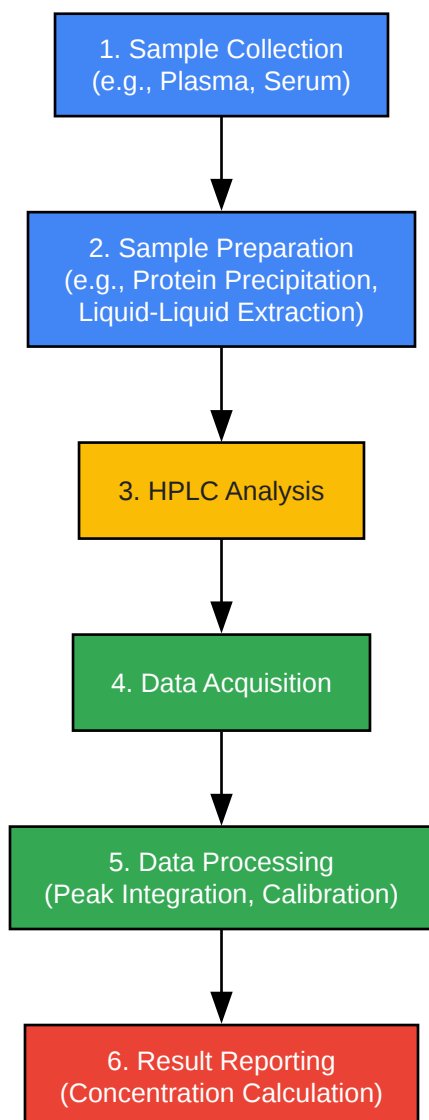 1. Sample Collection
(e.g., Plasma, Serum)
2. Sample Preparation
(e.g., Protein Precipitation,
Liquid-Liquid Extraction)
3. HPLC Analysis
4. Data Acquisition
5. Data Processing
(Peak Integration, Calibration)
6. Result Reporting
(Concentration Calculation)